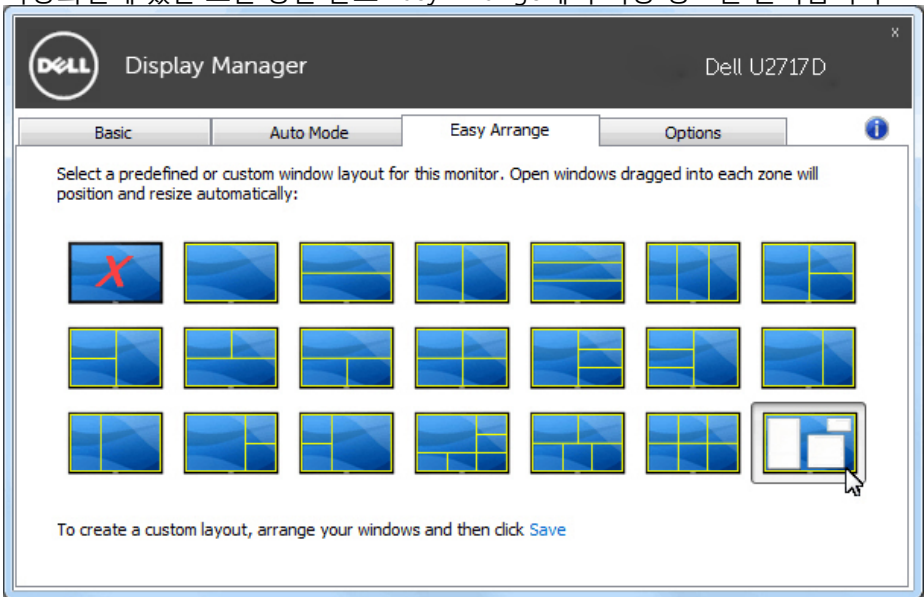 DELL Display Manager
Dell U2717D
x
Basic
Auto Mode
Easy Arrange
Options
i
Select a predefined or custom window layout for this monitor. Open windows dragged into each zone will
position and resize automatically:
X
To create a custom layout, arrange your windows and then click Save